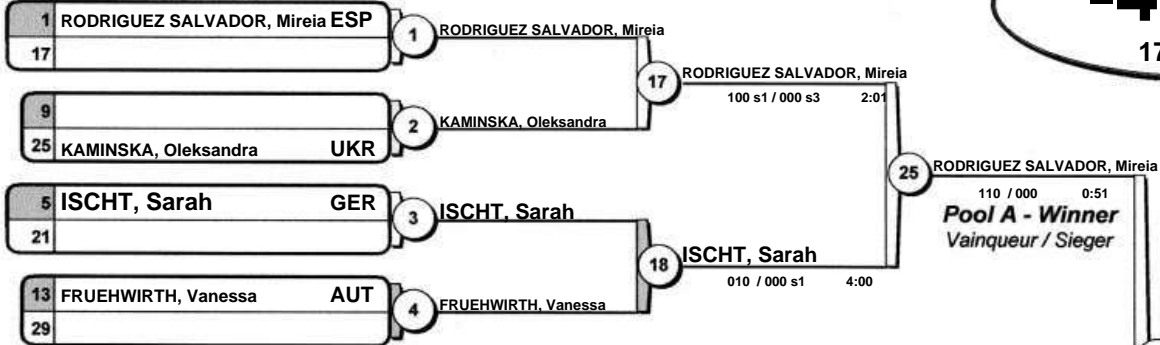 1 RODRIGUEZ SALVADOR, Mireia ESP
17
1 RODRIGUEZ SALVADOR, Mireia
17 RODRIGUEZ SALVADOR, Mireia
100 s1 / 000 s3 2:01
9
25 KAMINSKA, Oleksandra UKR
2 KAMINSKA, Oleksandra
25 RODRIGUEZ SALVADOR, Mireia
110 / 000 0:51
Pool A - Winner
Vainqueur / Sieger
5 ISCHT, Sarah GER
21
3 ISCHT, Sarah
18 ISCHT, Sarah
010 / 000 s1 4:00
13 FRUEHWIRTH, Vanessa AUT
29
4 FRUEHWIRTH, Vanessa
17